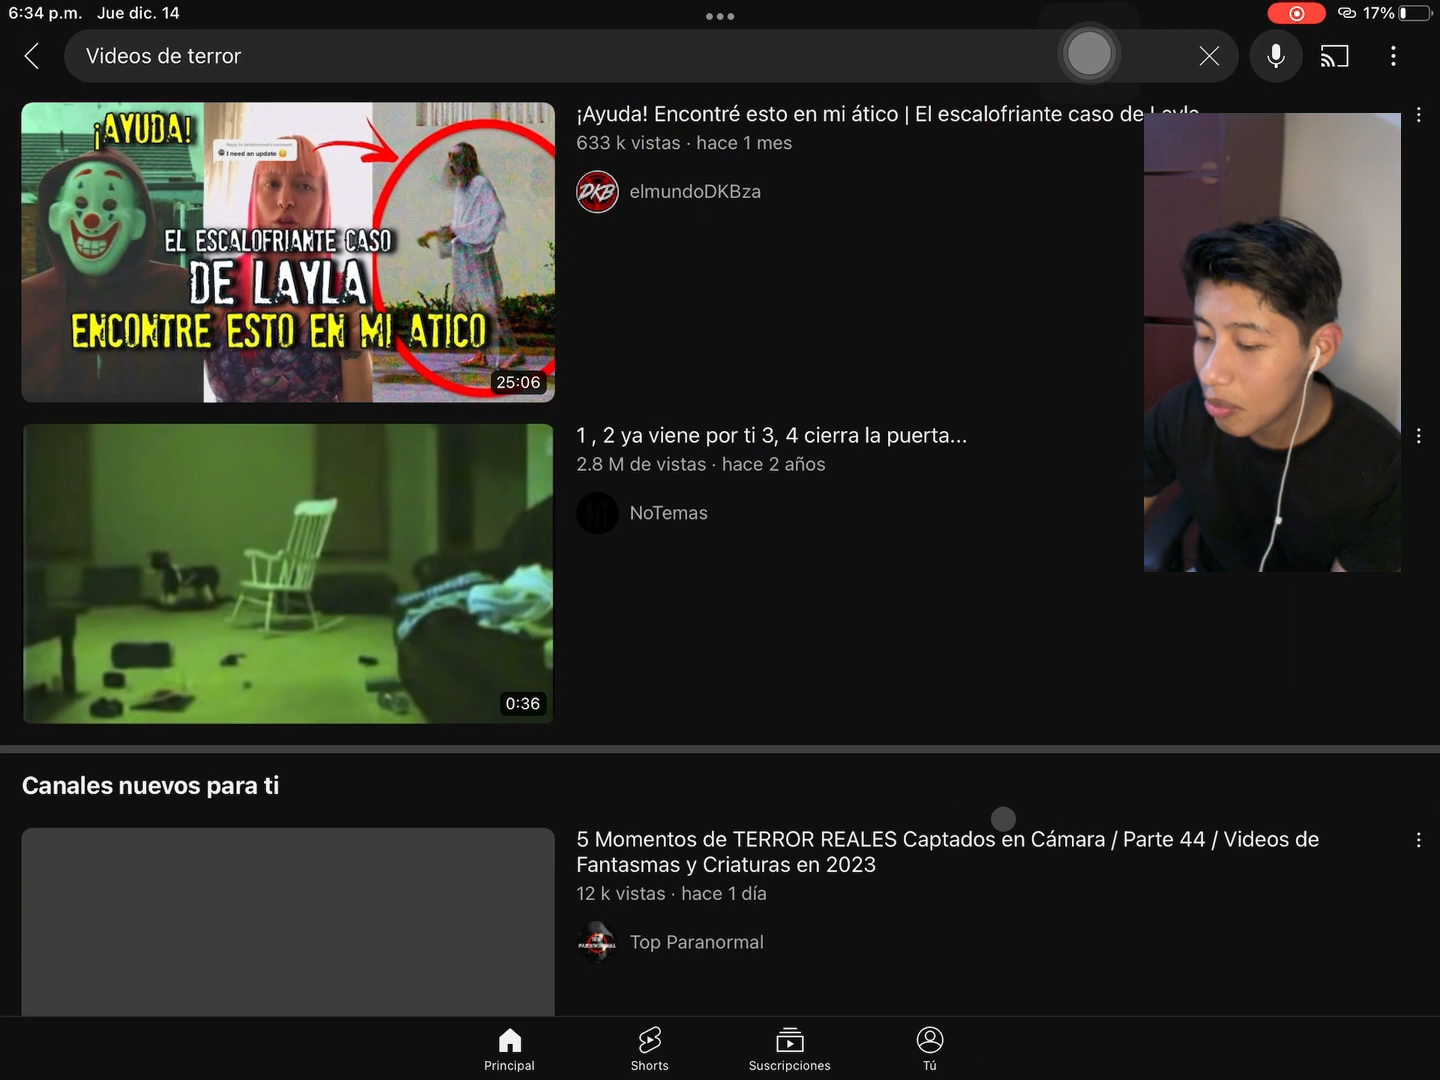 6:34 p.m. Jue dic. 14
17%
Videos de terror
¡AYUDA!
I need an update
EL ESCALOFRIANTE CASO
DE LAYLA
ENCONTRE ESTO EN MI ATICO
25:06
¡Ayuda! Encontré esto en mi ático | El escalofriante caso de Layla
633 k vistas · hace 1 mes
DKB
elmundoDKBza
0:36
1 , 2 ya viene por ti 3, 4 cierra la puerta...
2.8 M de vistas · hace 2 años
NoTemas
Canales nuevos para ti
5 Momentos de TERROR REALES Captados en Cámara / Parte 44 / Videos de
Fantasmas y Criaturas en 2023
12 k vistas · hace 1 día
Top Paranormal
Principal
Shorts
Suscripciones
Tú